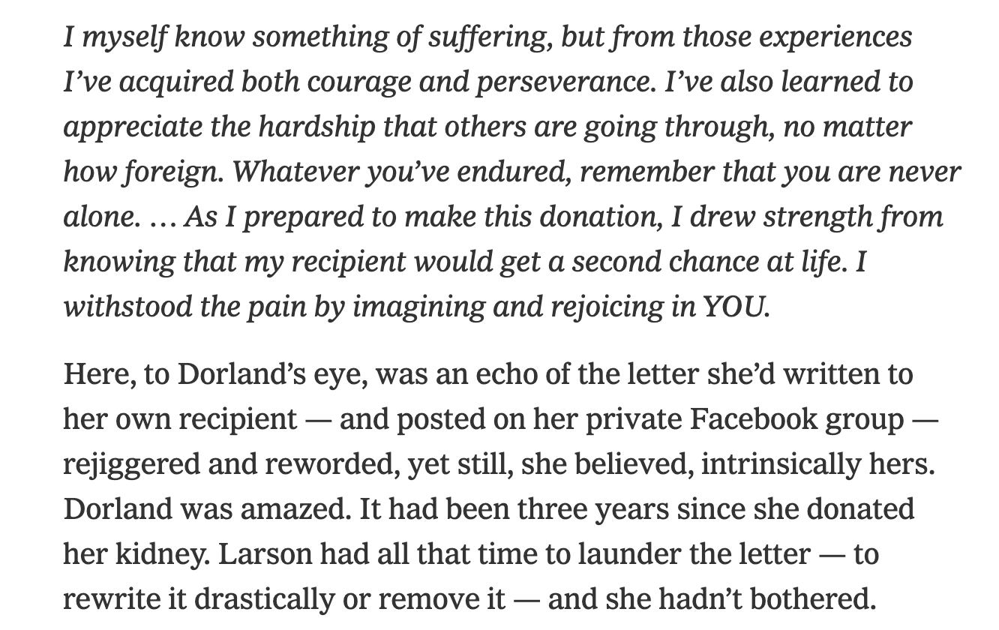 I myself know something of suffering, but from those experiences
I’ve acquired both courage and perseverance. I’ve also learned to
appreciate the hardship that others are going through, no matter
how foreign. Whatever you’ve endured, remember that you are never
alone. … As I prepared to make this donation, I drew strength from
knowing that my recipient would get a second chance at life. I
withstood the pain by imagining and rejoicing in YOU.
Here, to Dorland’s eye, was an echo of the letter she’d written to
her own recipient — and posted on her private Facebook group —
rejiggered and reworded, yet still, she believed, intrinsically hers.
Dorland was amazed. It had been three years since she donated
her kidney. Larson had all that time to launder the letter — to
rewrite it drastically or remove it — and she hadn’t bothered.